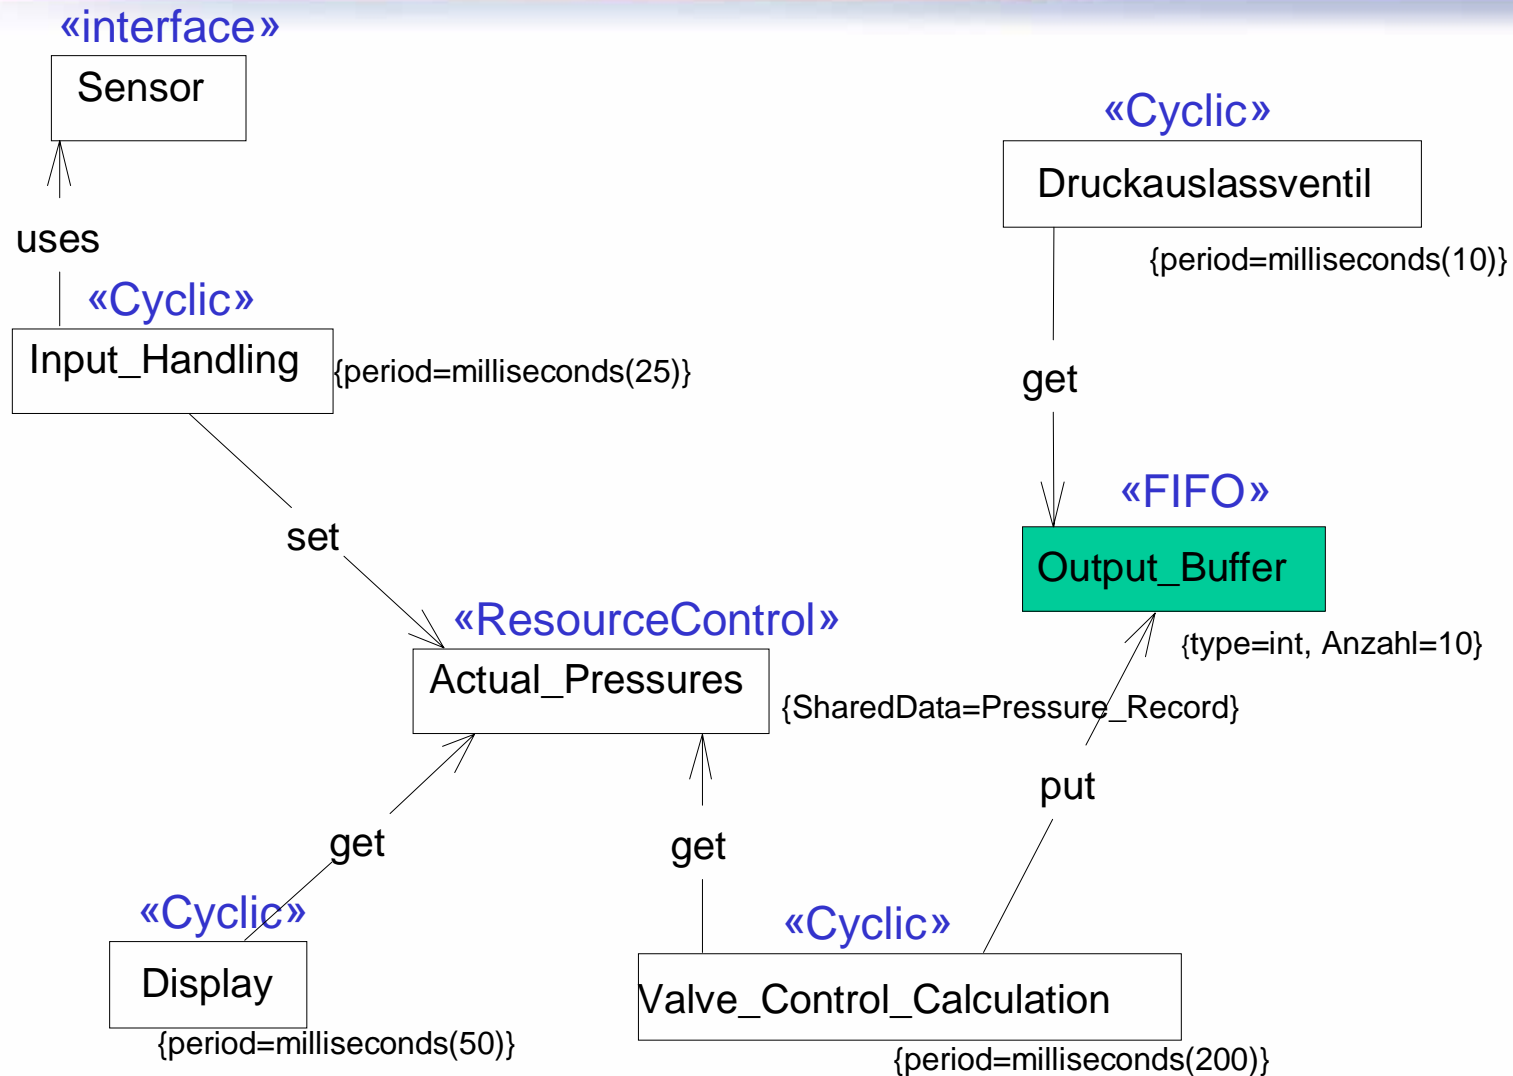 «interface»
Sensor
«Cyclic»
Druckauslassventil
{period=milliseconds(10)}
uses
«Cyclic»
Input_Handling
{period=milliseconds(25)}
get
set
«FIFO»
Output_Buffer
{type=int, Anzahl=10}
«ResourceControl»
Actual_Pressures
{SharedData=Pressure_Record}
put
get
get
«Cyclic»
Display
{period=milliseconds(50)}
«Cyclic»
Valve_Control_Calculation
{period=milliseconds(200)}